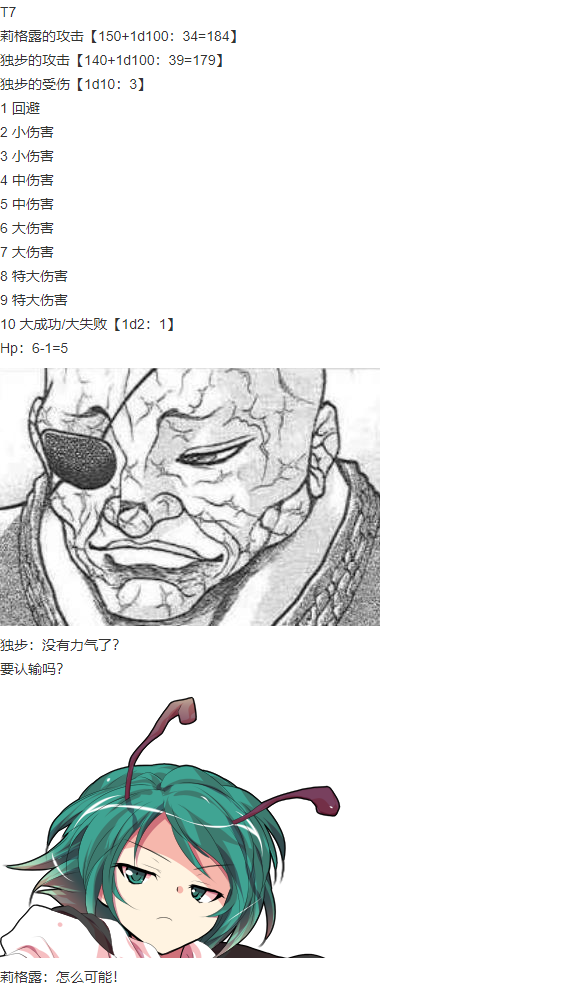 T7
莉格露的攻击【150+1d100：34=184】
独步的攻击【140+1d100：39=179】
独步的受伤【1d10：3】
1 回避
2 小伤害
3 小伤害
4 中伤害
5 中伤害
6 大伤害
7 大伤害
8 特大伤害
9 特大伤害
10 大成功/大失败【1d2：1】
Hp：6-1=5
独步：没有力气了？
要认输吗？
莉格露：怎么可能！